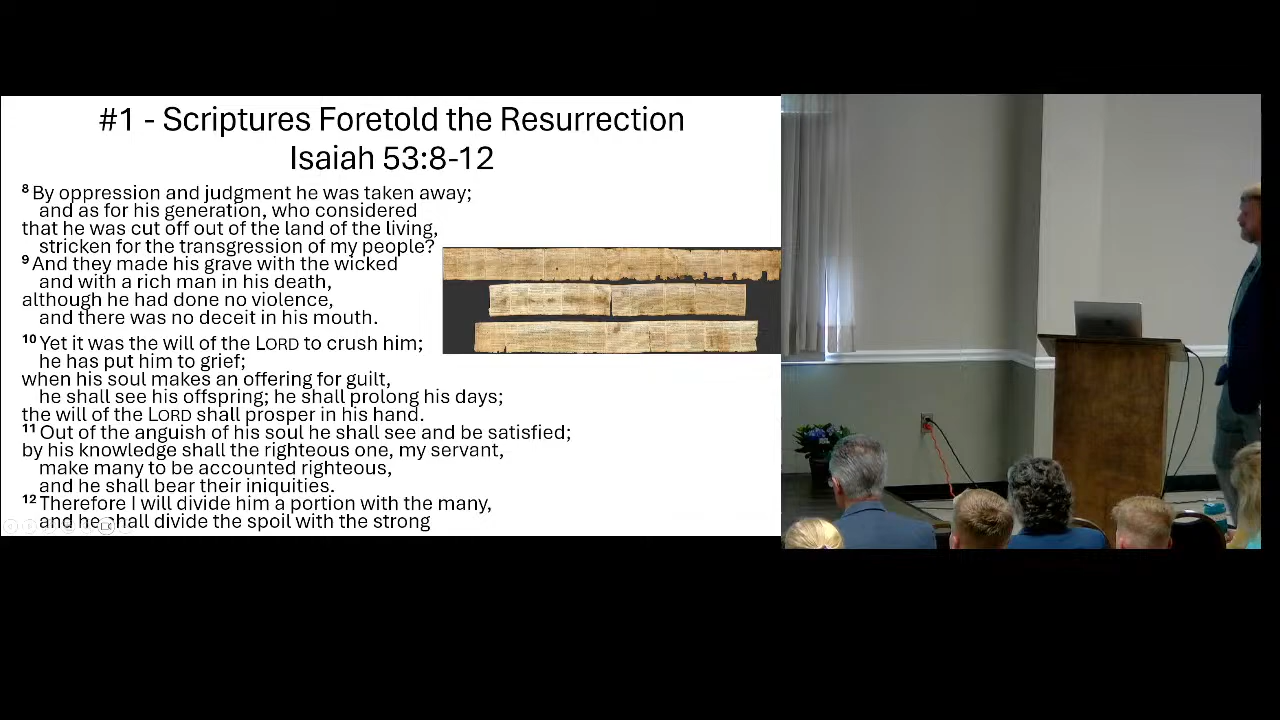 #1 - Scriptures Foretold the Resurrection
Isaiah 53:8-12
8 By oppression and judgment he was taken away;
and as for his generation, who considered
that he was cut off out of the land of the living,
stricken for the transgression of my people?
9 And they made his grave with the wicked
and with a rich man in his death,
although he had done no violence,
and there was no deceit in his mouth.
10 Yet it was the will of the LORD to crush him;
he has put him to grief;
when his soul makes an offering for guilt,
he shall see his offspring; he shall prolong his days;
the will of the LORD shall prosper in his hand.
11 Out of the anguish of his soul he shall see and be satisfied;
by his knowledge shall the righteous one, my servant,
make many to be accounted righteous,
and he shall bear their iniquities.
12 Therefore I will divide him a portion with the many,
and he shall divide the spoil with the strong